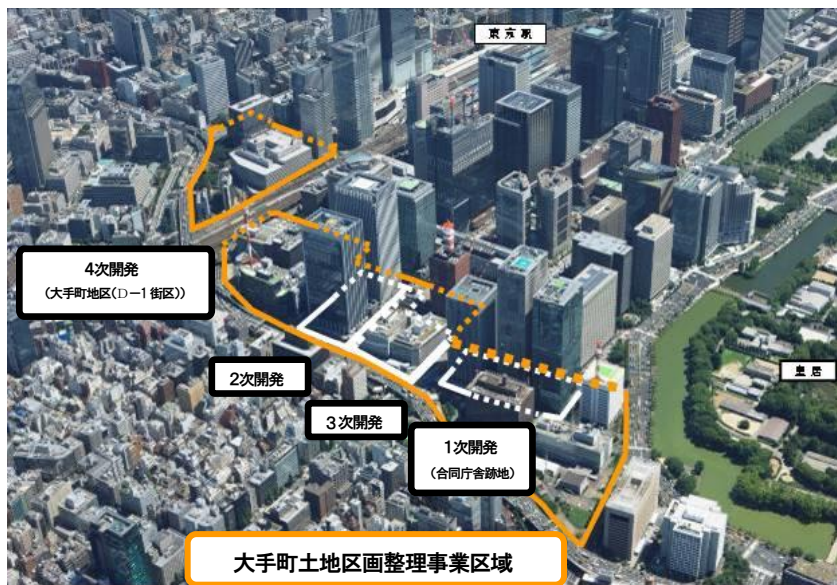 東京駅
4次開発
（大手町地区（D－1街区））
2次開発
3次開発
皇居
1次開発
（合同庁舎跡地）
大手町土地区画整理事業区域